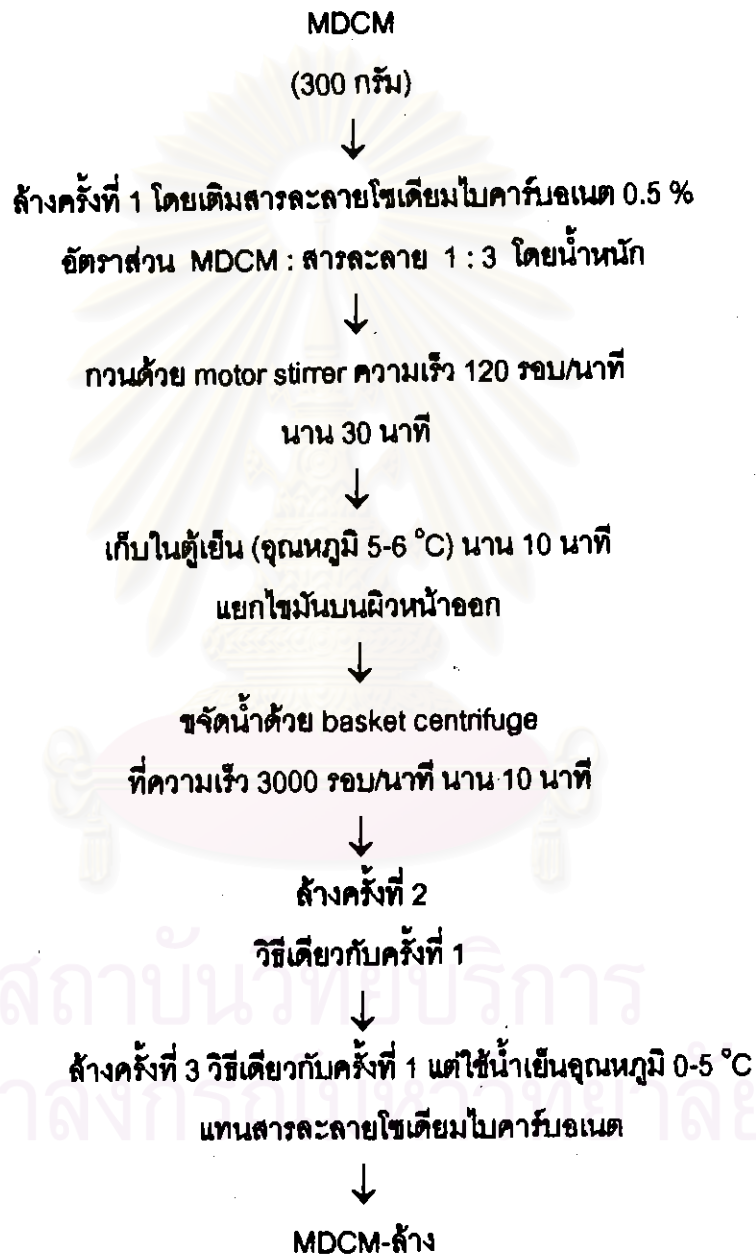 MDCM
(300 กรัม)
↓
ล้างครั้งที่ 1 โดยเติมสารละลายโซเดียมไบคาร์บอเนต 0.5 %
อัตราส่วน MDCM : สารละลาย 1 : 3 โดยน้ำหนัก
↓
กวนด้วย motor stirrer ความเร็ว 120 รอบ/นาที
นาน 30 นาที
↓
เก็บในตู้เย็น (อุณหภูมิ 5-6 °C) นาน 10 นาที
แยกไขมันบนผิวหน้าออก
↓
ขจัดน้ำด้วย basket centrifuge
ที่ความเร็ว 3000 รอบ/นาที นาน 10 นาที
↓
ล้างครั้งที่ 2
วิธีเดียวกับครั้งที่ 1
↓
สถาบันวิทยบริการ
ล้างครั้งที่ 3 วิธีเดียวกับครั้งที่ 1 แต่ใช้น้ำเย็นอุณหภูมิ 0-5 °C
แทนสารละลายโซเดียมไบคาร์บอเนต
↓
MDCM-ล้าง